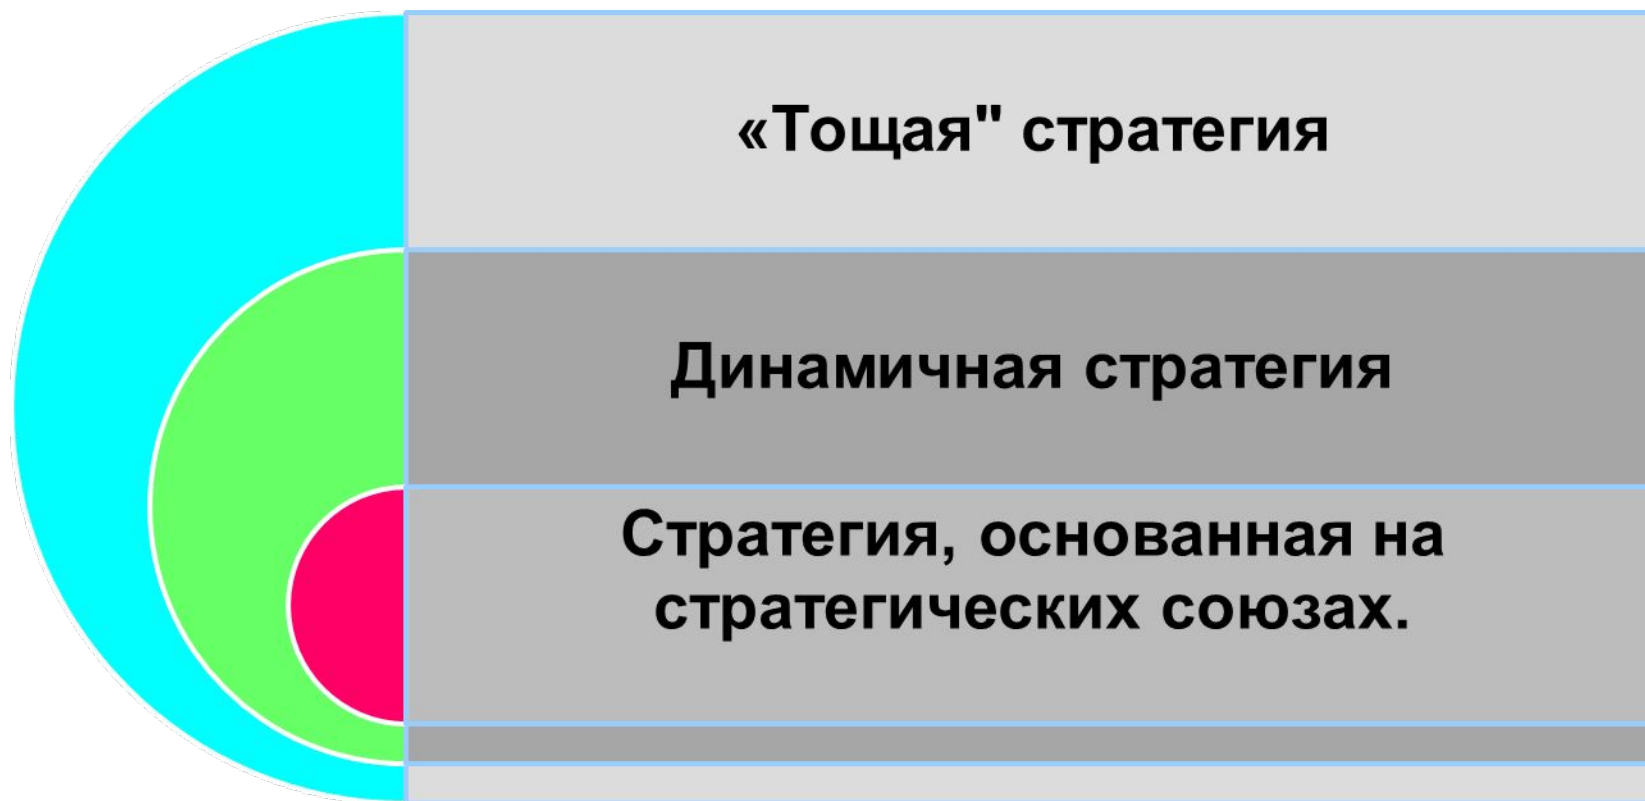 «Тощая" стратегия
Динамичная стратегия
Стратегия, основанная на
стратегических союзах.